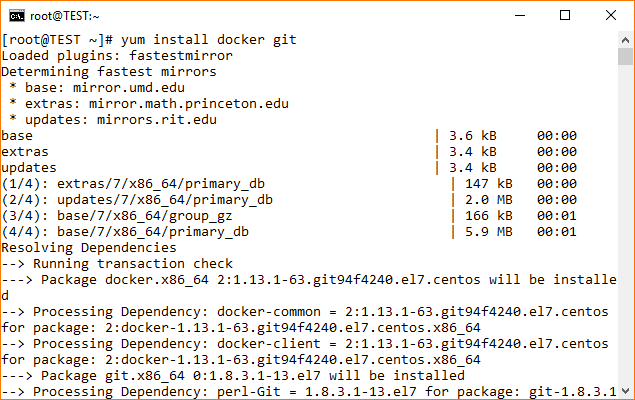 root@TEST:~
[root@TEST ~]# yum install docker git
Loaded plugins: fastestmirror
Determining fastest mirrors
 * base: mirror.umd.edu
 * extras: mirror.math.princeton.edu
 * updates: mirrors.rit.edu
base | 3.6 kB 00:00
extras | 3.4 kB 00:00
updates | 3.4 kB 00:00
(1/4): extras/7/x86_64/primary_db | 147 kB 00:00
(2/4): updates/7/x86_64/primary_db | 2.0 MB 00:00
(3/4): base/7/x86_64/group_gz | 166 kB 00:01
(4/4): base/7/x86_64/primary_db | 5.9 MB 00:01
Resolving Dependencies
--> Running transaction check
---> Package docker.x86_64 2:1.13.1-63.git94f4240.el7.centos will be installe
d
--> Processing Dependency: docker-common = 2:1.13.1-63.git94f4240.el7.centos
for package: 2:docker-1.13.1-63.git94f4240.el7.centos.x86_64
--> Processing Dependency: docker-client = 2:1.13.1-63.git94f4240.el7.centos
for package: 2:docker-1.13.1-63.git94f4240.el7.centos.x86_64
---> Package git.x86_64 0:1.8.3.1-13.el7 will be installed
--> Processing Dependency: perl-Git = 1.8.3.1-13.el7 for package: git-1.8.3.1